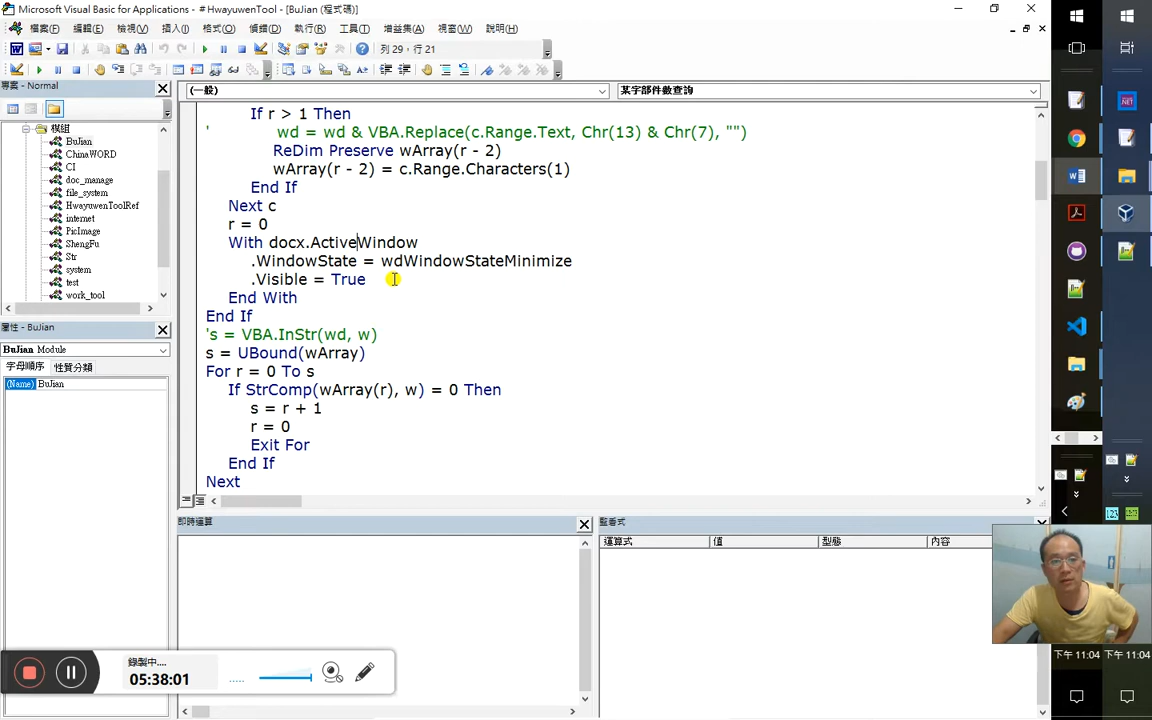 Microsoft Visual Basic for Applications - # HwayuwenTool - [BuJian (程式碼)]
檔案(F) 編輯(E) 檢視(V) 插入(I) 格式(O) 偵錯(D) 執行(R) 工具(T) 增益集(A) 視窗(W) 說明(H)
列 29，行 21
專案 - Normal
模組
BuJian
ChinaWORD
CI
doc_manage
file_system
HwayuwenToolRef
internet
PicImage
ShengFu
Str
system
test
work_tool
屬性 - BuJian
BuJian Module
字母順序 性質分類
(Name) BuJian
(一般) 某字部件數查詢
If r > 1 Then
' wd = wd & VBA.Replace(c.Range.Text, Chr(13) & Chr(7), "")
ReDim Preserve wArray(r - 2)
wArray(r - 2) = c.Range.Characters(1)
End If
Next c
r = 0
With docx.ActiveWindow
.WindowState = wdWindowStateMinimize
.Visible = True
End With
End If
's = VBA.InStr(wd, w)
s = UBound(wArray)
For r = 0 To s
If StrComp(wArray(r), w) = 0 Then
s = r + 1
r = 0
Exit For
End If
Next
即時運算
監看式
運算式 值 型態 內容
錄製中....
05:38:01
下午 11:04 下午 11:04